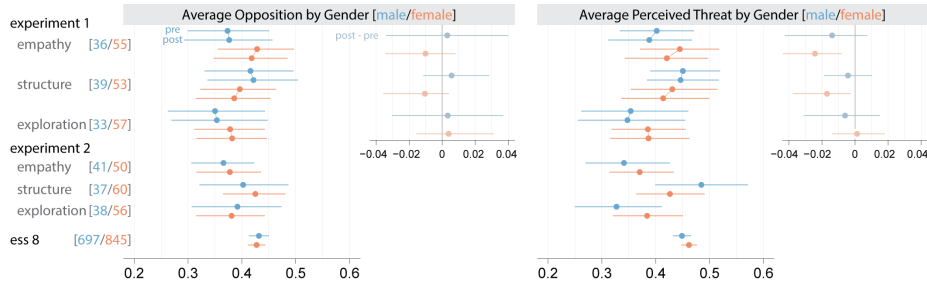 Average Opposition by Gender [male/female]
Average Perceived Threat by Gender [male/female]
experiment 1
pre
post
post - pre
empathy [36/55]
structure [39/53]
exploration [33/57]
−0.04 −0.02 0 0.02 0.04
−0.04 −0.02 0 0.02 0.04
experiment 2
empathy [41/50]
structure [37/60]
exploration [38/56]
ess 8 [697/845]
0.2 0.3 0.4 0.5 0.6
0.2 0.3 0.4 0.5 0.6